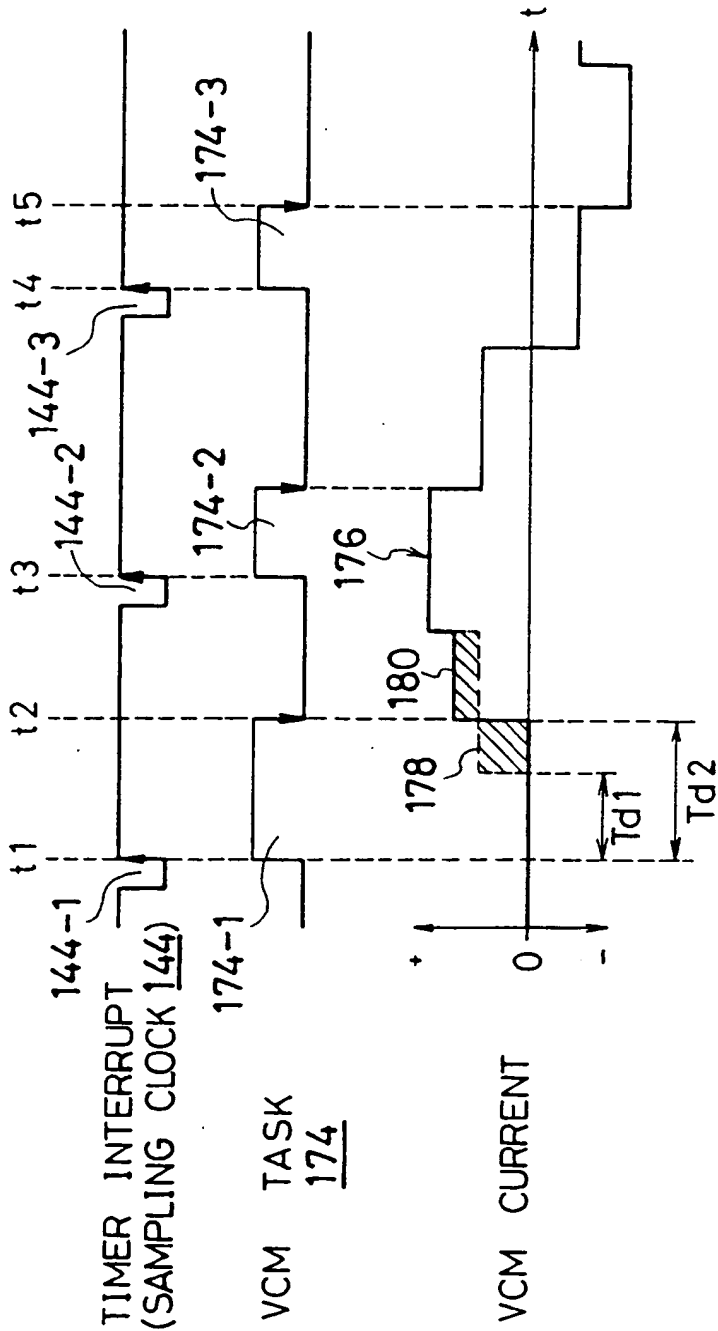 t1
t2
t3
t4
t5
144-1
144-2
144-3
TIMER INTERRUPT
(SAMPLING CLOCK 144)
174-1
174-2
174-3
VCM TASK
174
176
178
180
VCM CURRENT
+
0
-
t
Td1
Td2